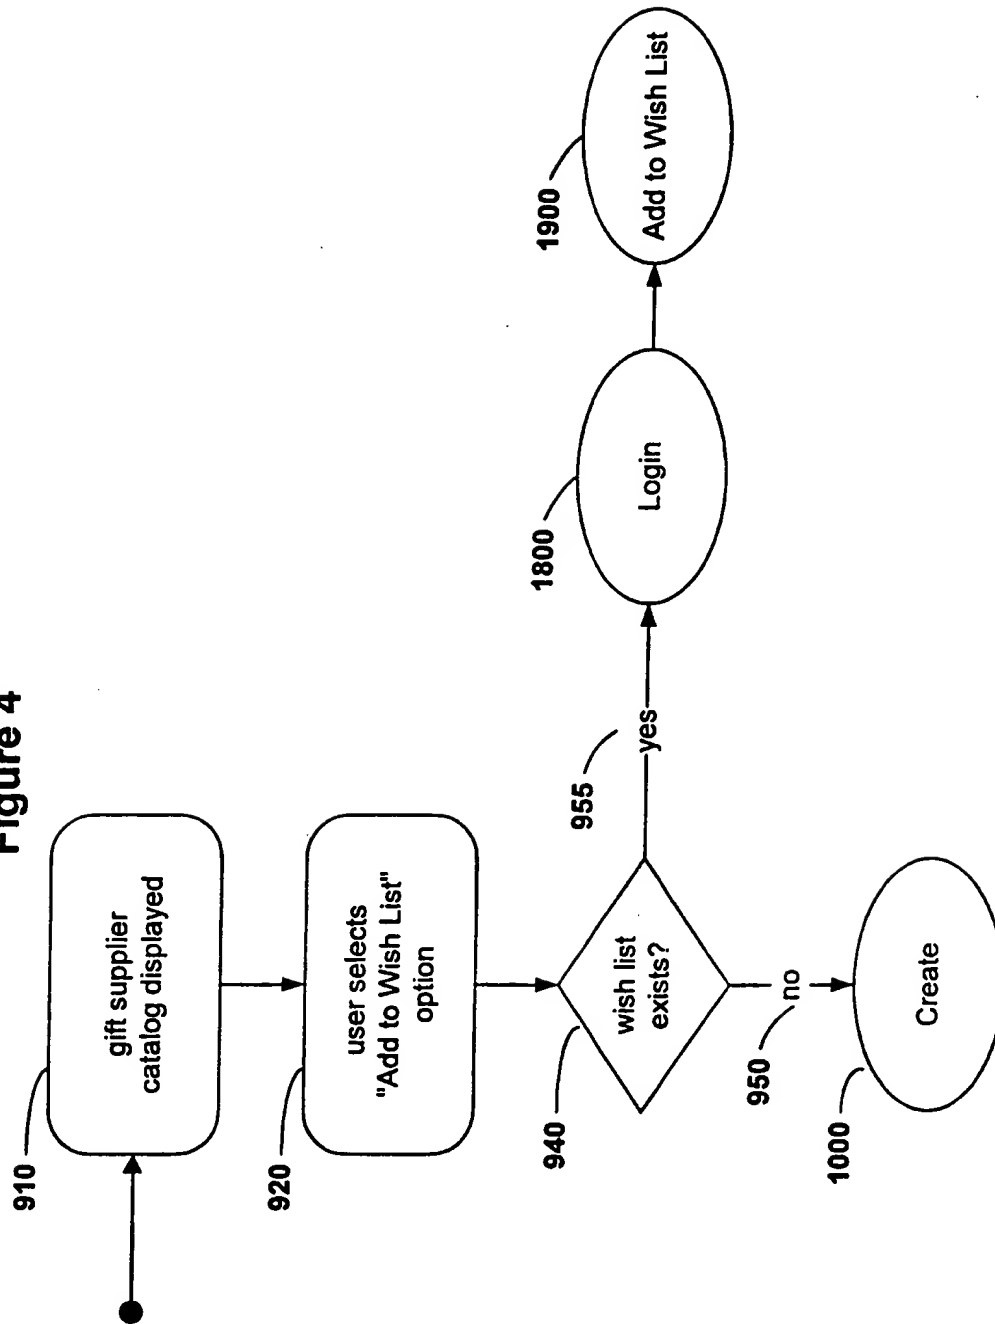 Figure 4
910
gift supplier
catalog displayed
920
user selects
"Add to Wish List"
option
940
wish list
exists?
955
yes
950
no
1000
Create
1800
Login
1900
Add to Wish List